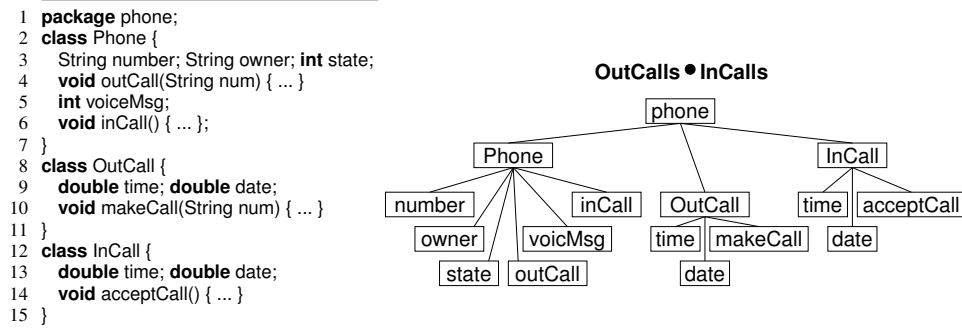 1 package phone;
2 class Phone {
3 String number; String owner; int state;
4 void outCall(String num) { ... }
5 int voiceMsg;
6 void inCall() { ... };
7 }
8 class OutCall {
9 double time; double date;
10 void makeCall(String num) { ... }
11 }
12 class InCall {
13 double time; double date;
14 void acceptCall() { ... }
15 }
OutCalls • InCalls
phone
Phone
InCall
number
inCall
OutCall
time
acceptCall
owner
voicMsg
time
makeCall
date
state
outCall
date